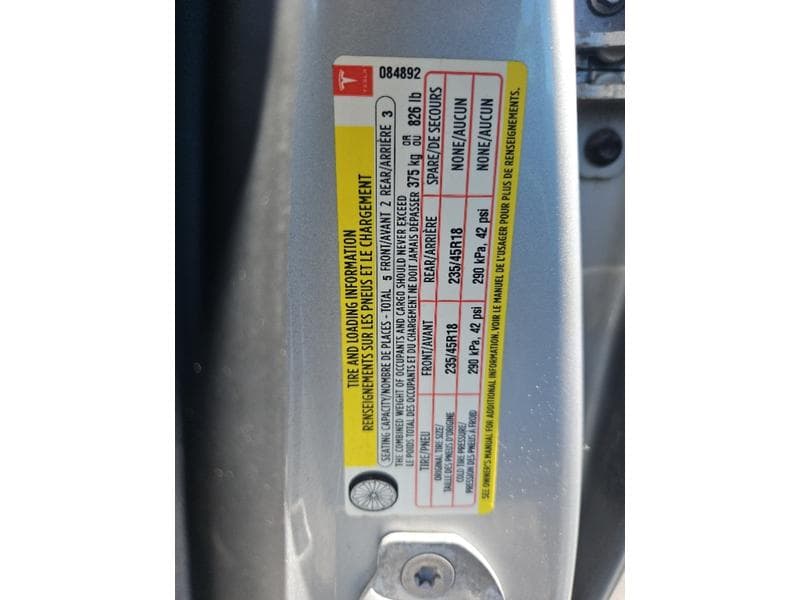 TESLA
084892
TIRE AND LOADING INFORMATION
RENSEIGNEMENTS SUR LES PNEUS ET LE CHARGEMENT
SEATING CAPACITY/NOMBRE DE PLACES - TOTAL 5 FRONT/AVANT 2 REAR/ARRIÈRE 3
THE COMBINED WEIGHT OF OCCUPANTS AND CARGO SHOULD NEVER EXCEED
LE POIDS TOTAL DES OCCUPANTS ET DU CHARGEMENT NE DOIT JAMAIS DÉPASSER 375 kg OR OU 826 lb
TIRE/PNEU FRONT/AVANT REAR/ARRIÈRE SPARE/DE SECOURS
ORIGINAL TIRE SIZE/
TAILLE DES PNEUS D'ORIGINE 235/45R18 235/45R18 NONE/AUCUN
COLD TIRE PRESSURE/
PRESSION DES PNEUS À FROID 290 kPa, 42 psi 290 kPa, 42 psi NONE/AUCUN
SEE OWNER'S MANUAL FOR ADDITIONAL INFORMATION. VOIR LE MANUEL DE L'USAGER POUR PLUS DE RENSEIGNEMENTS.